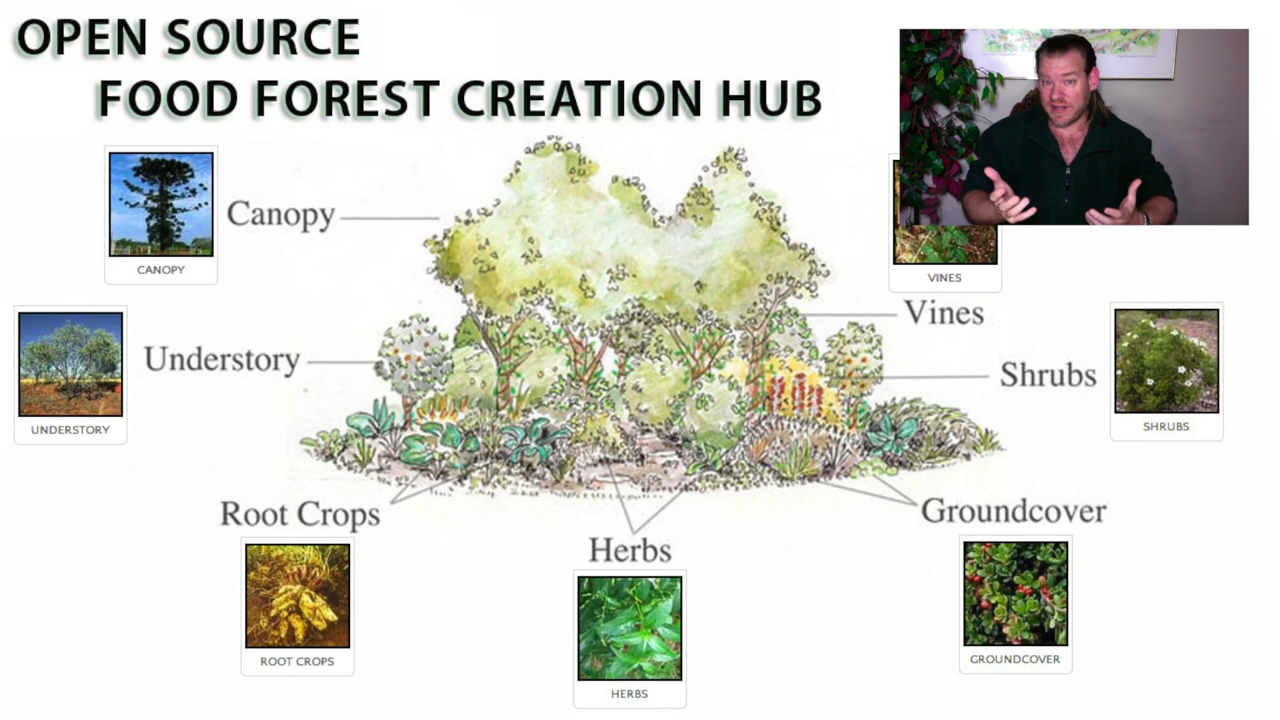 OPEN SOURCE
FOOD FOREST CREATION HUB
CANOPY
Canopy
VINES
Vines
UNDERSTORY
Understory
Shrubs
SHRUBS
Root Crops
ROOT CROPS
Herbs
HERBS
Groundcover
GROUNDCOVER